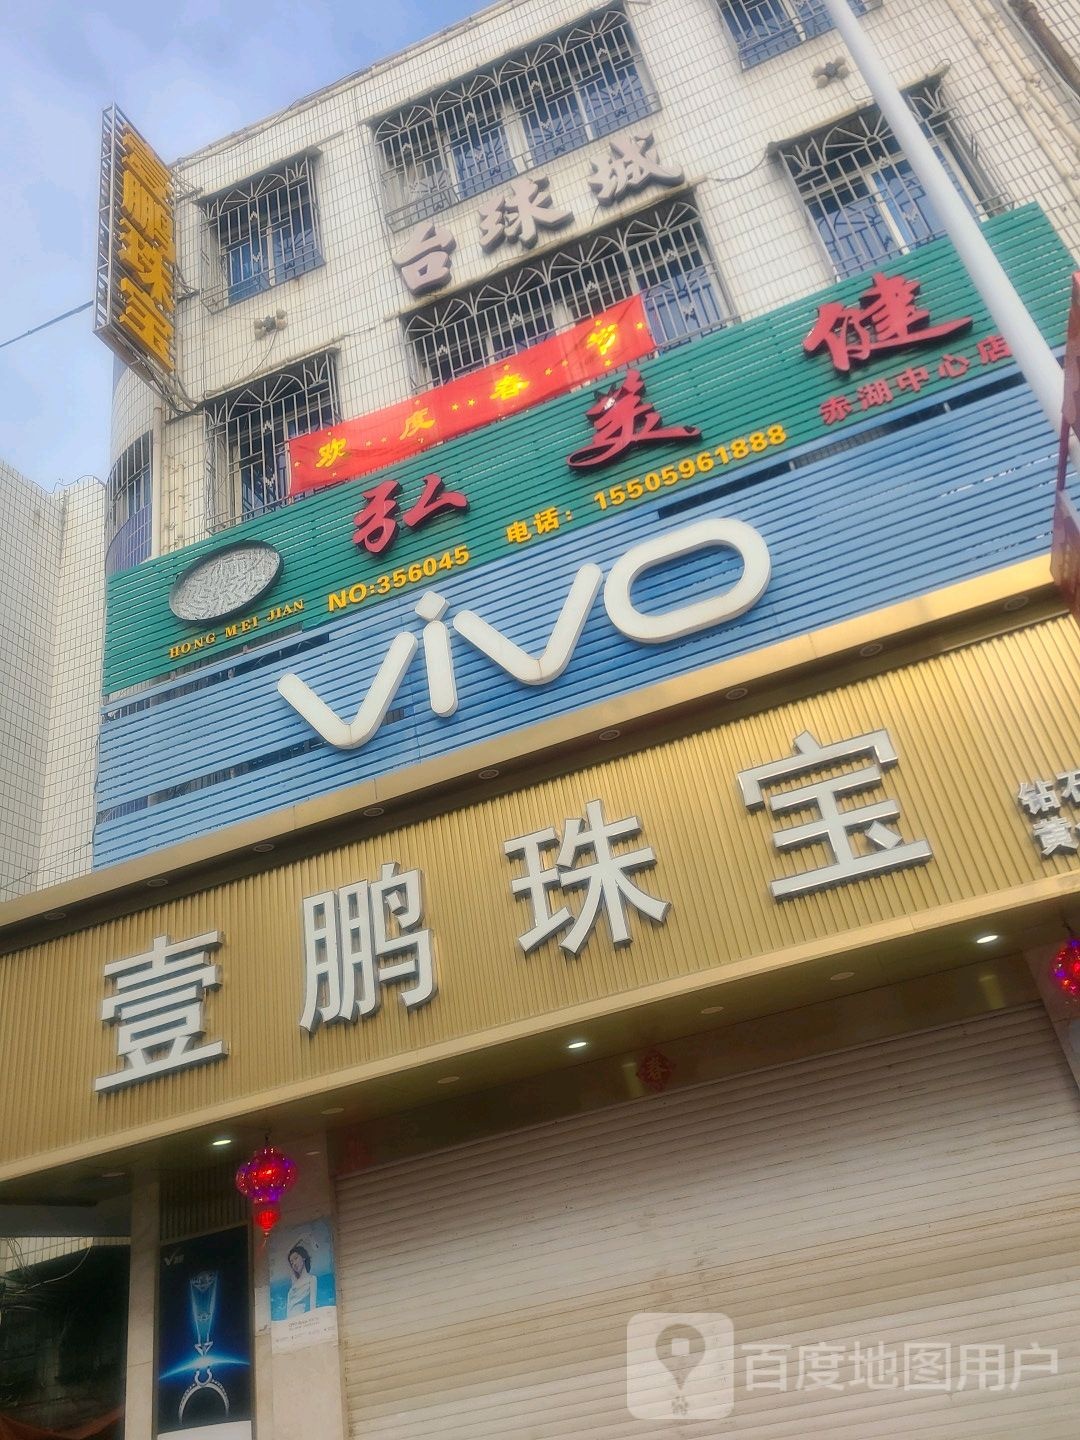 壹鹏珠宝
台球城
欢度春节
弘美健
赤湖中心店
HONG MEI JIAN
NO:356045
电话：15505961888
vivo
壹鹏珠宝
钻石
黄
春
百度地图用户